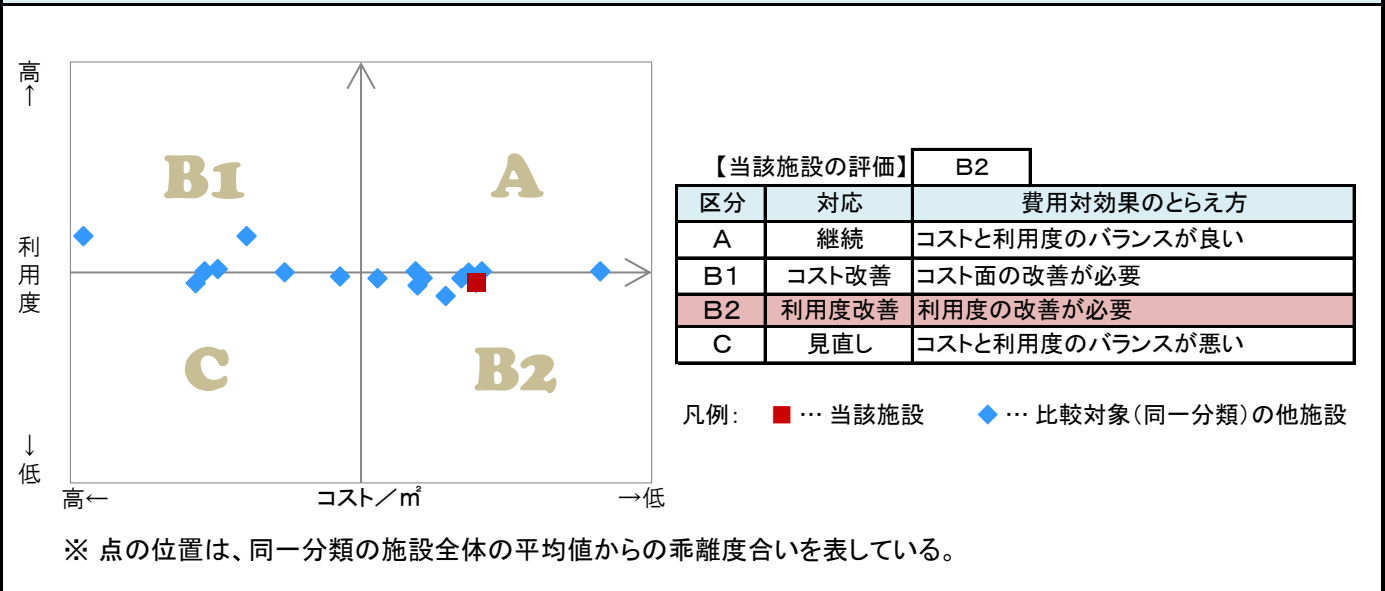 高
↑
B1
A
利
用
度
C
B2
↓
低
高←
コスト／㎡
→低
【当該施設の評価】 B2
区分 対応 費用対効果のとらえ方
A 継続 コストと利用度のバランスが良い
B1 コスト改善 コスト面の改善が必要
B2 利用度改善 利用度の改善が必要
C 見直し コストと利用度のバランスが悪い
凡例： ■ … 当該施設 ◆ … 比較対象（同一分類）の他施設
※ 点の位置は、同一分類の施設全体の平均値からの乖離度合いを表している。